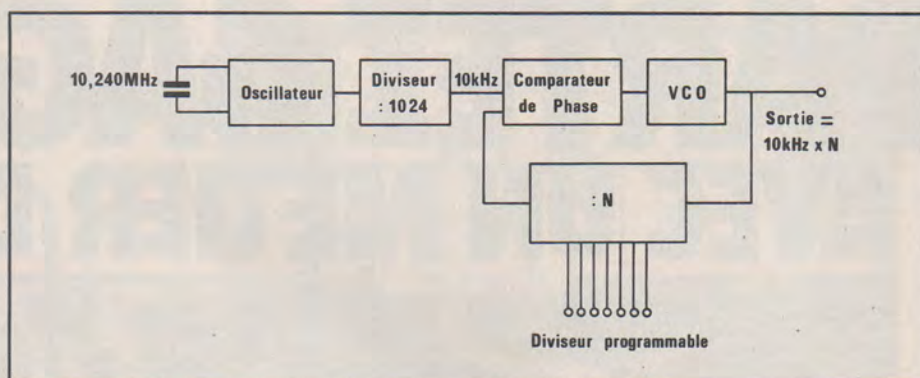 10,240MHz
Oscillateur
Diviseur
: 1024
10kHz
Comparateur
de Phase
VCO
Sortie =
10kHz x N
: N
Diviseur programmable